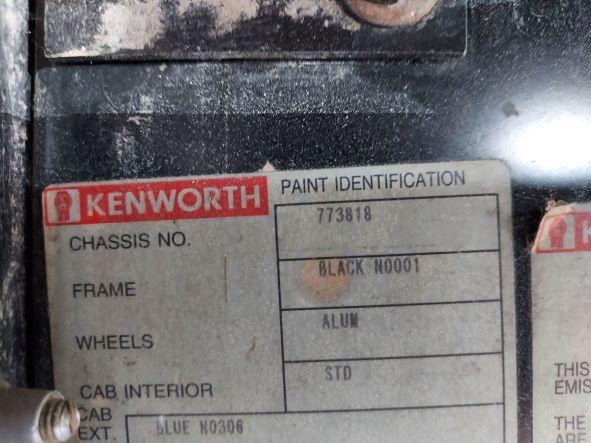 KENWORTH PAINT IDENTIFICATION
CHASSIS NO. 773818
FRAME BLACK N0001
WHEELS ALUM
CAB INTERIOR STD
CAB
EXT. BLUE N0306
K
THIS
EMIS
THE
ARE